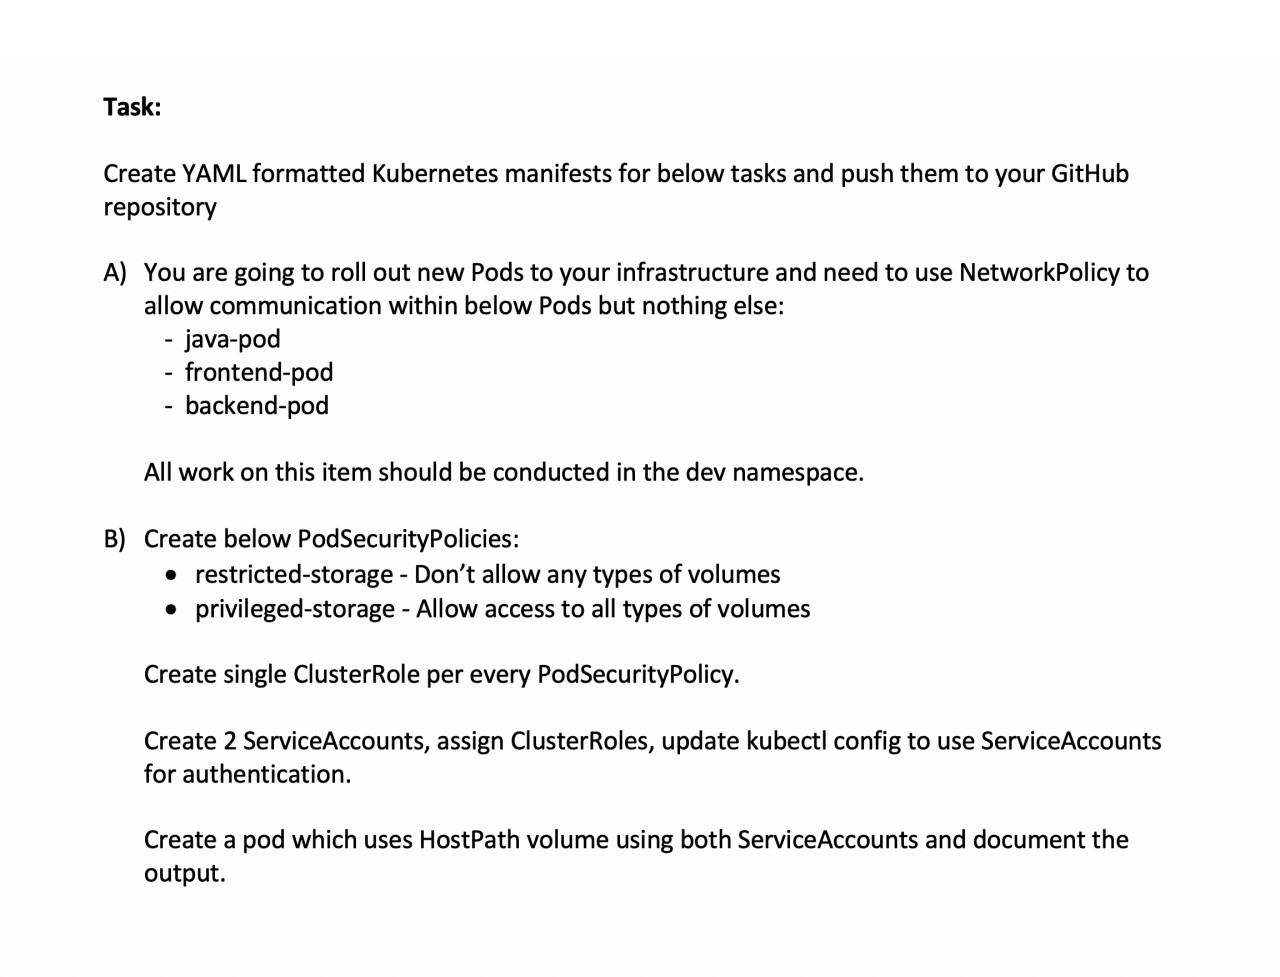 Task:
Create YAML formatted Kubernetes manifests for below tasks and push them to your GitHub
repository
A) You are going to roll out new Pods to your infrastructure and need to use NetworkPolicy to
allow communication within below Pods but nothing else:
- java-pod
- frontend-pod
- backend-pod
All work on this item should be conducted in the dev namespace.
B) Create below PodSecurityPolicies:
• restricted-storage - Don’t allow any types of volumes
• privileged-storage - Allow access to all types of volumes
Create single ClusterRole per every PodSecurityPolicy.
Create 2 ServiceAccounts, assign ClusterRoles, update kubectl config to use ServiceAccounts
for authentication.
Create a pod which uses HostPath volume using both ServiceAccounts and document the
output.